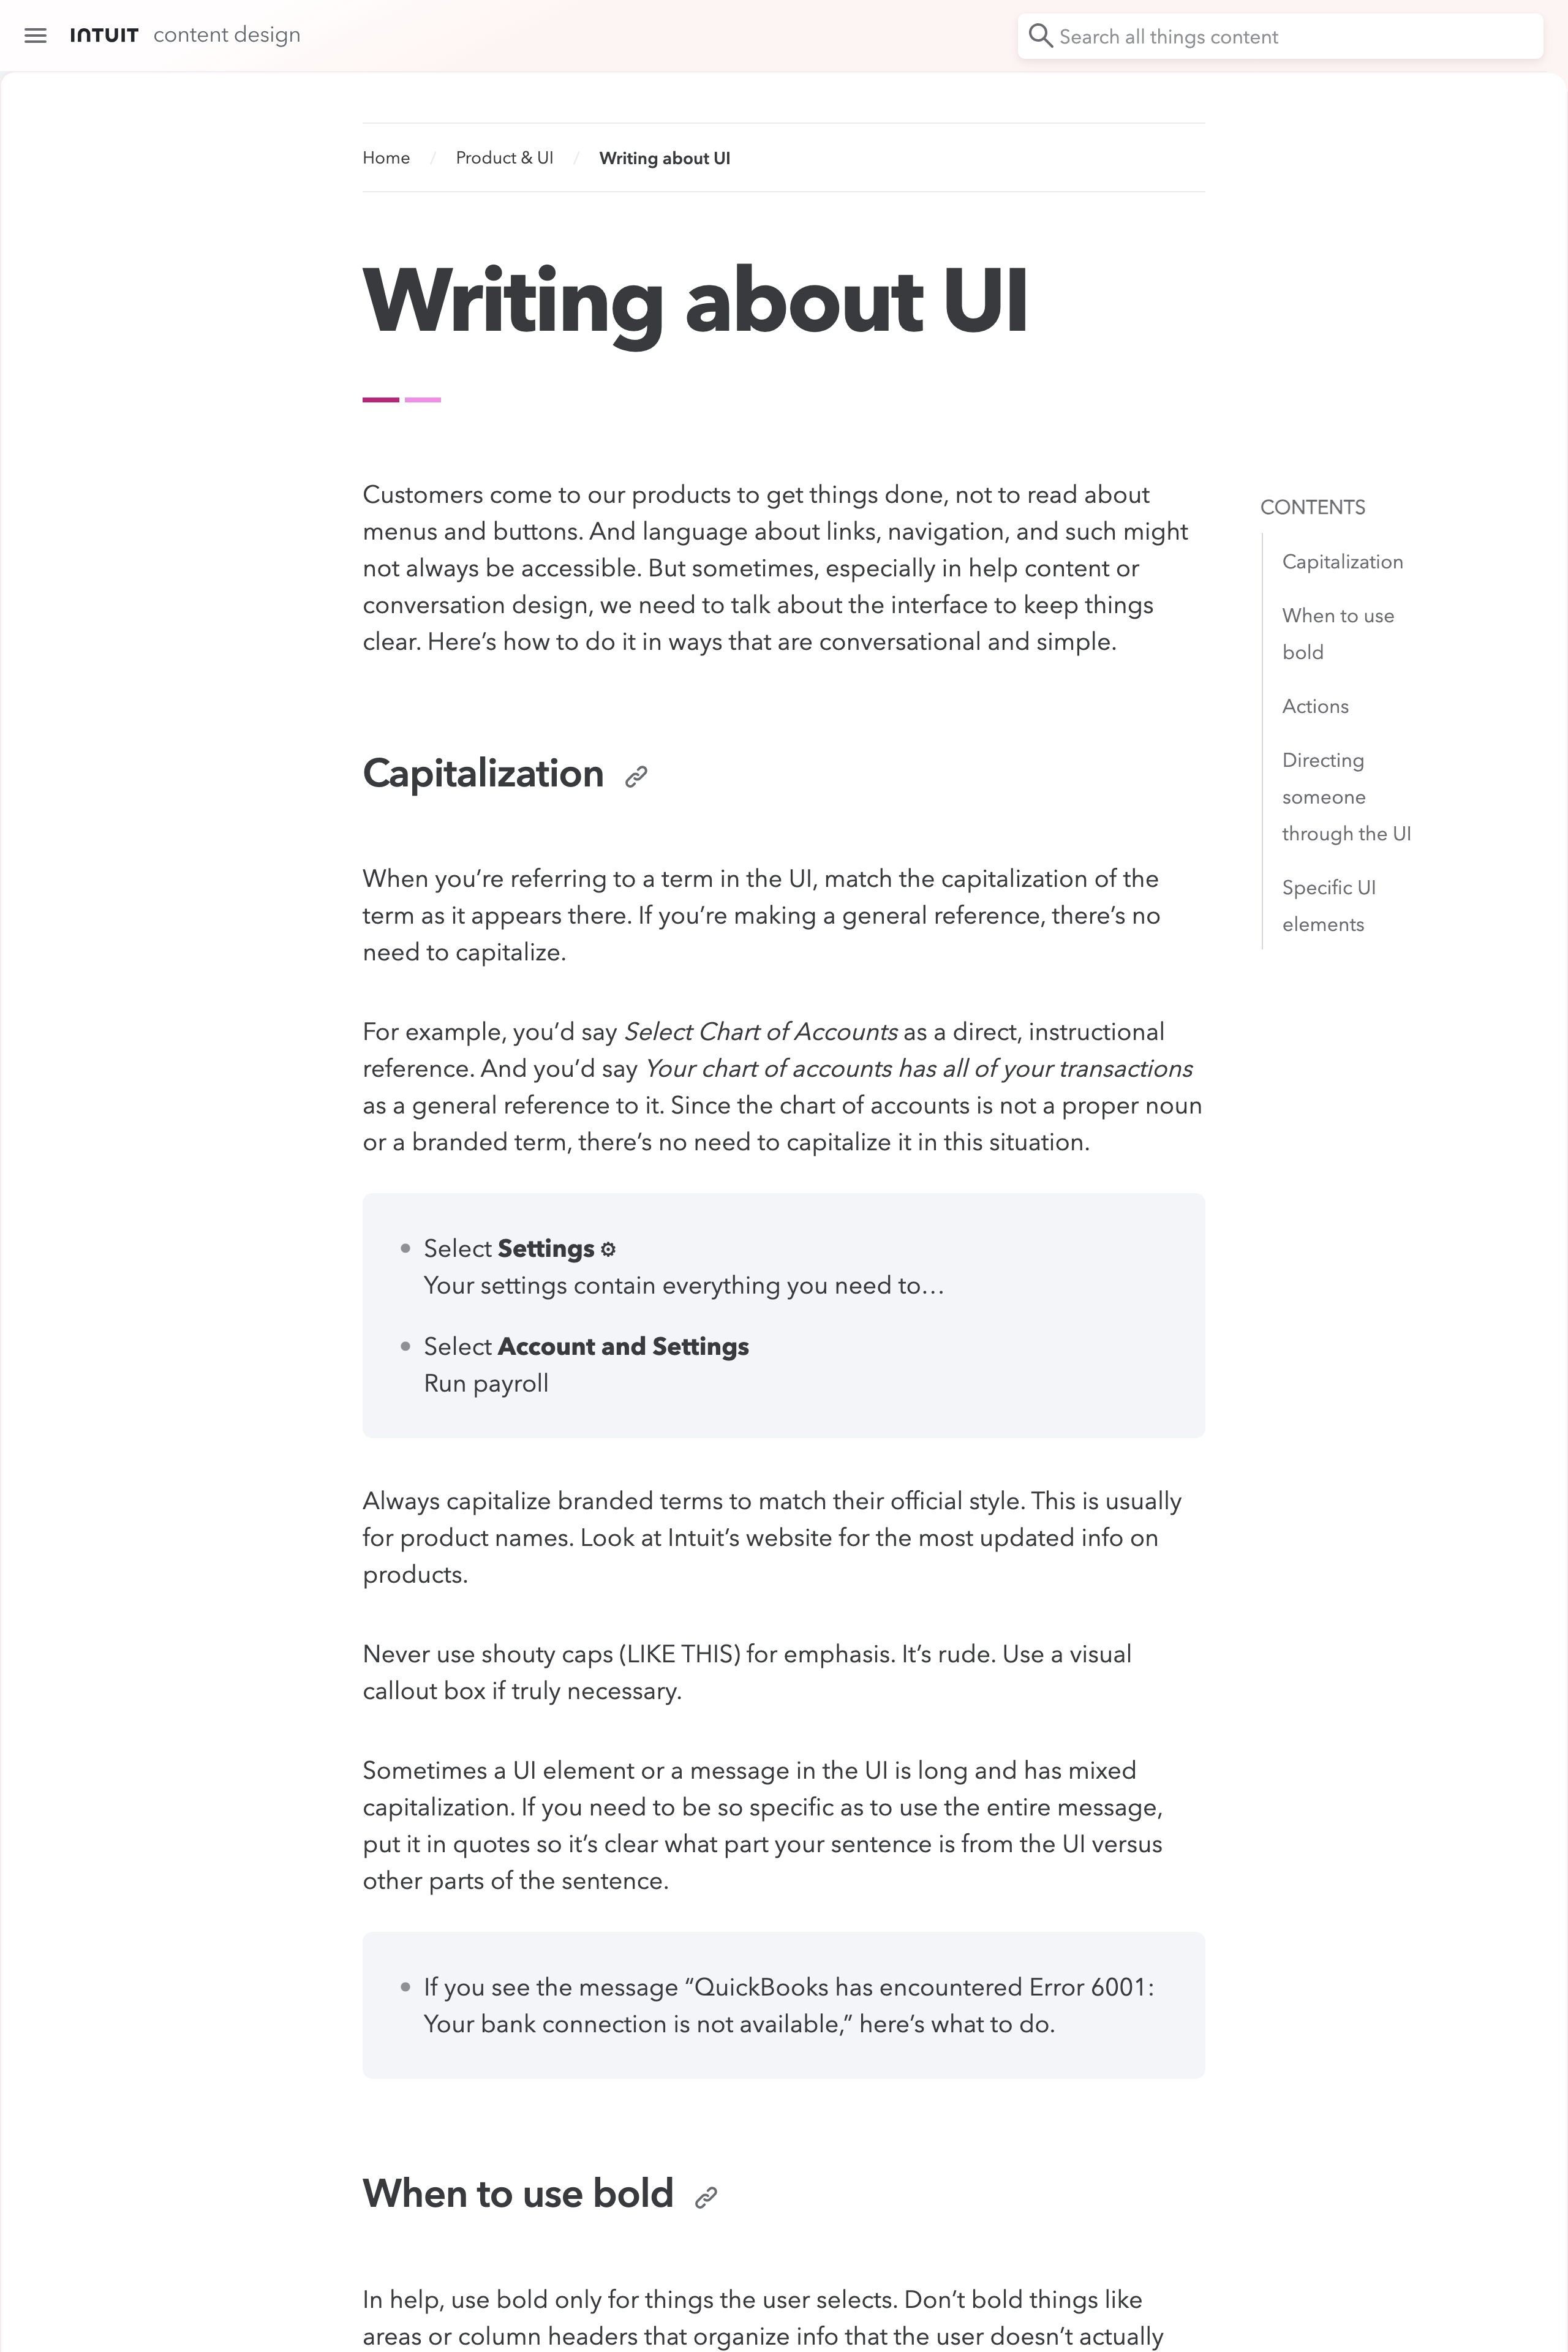 INTUIT content design
Search all things content
Home / Product & UI / Writing about UI
Writing about UI
Customers come to our products to get things done, not to read about
menus and buttons. And language about links, navigation, and such might
not always be accessible. But sometimes, especially in help content or
conversation design, we need to talk about the interface to keep things
clear. Here’s how to do it in ways that are conversational and simple.
CONTENTS
Capitalization
When to use
bold
Actions
Directing
someone
through the UI
Specific UI
elements
Capitalization
When you’re referring to a term in the UI, match the capitalization of the
term as it appears there. If you’re making a general reference, there’s no
need to capitalize.
For example, you’d say Select Chart of Accounts as a direct, instructional
reference. And you’d say Your chart of accounts has all of your transactions
as a general reference to it. Since the chart of accounts is not a proper noun
or a branded term, there’s no need to capitalize it in this situation.
Select Settings ⚙
Your settings contain everything you need to…
Select Account and Settings
Run payroll
Always capitalize branded terms to match their official style. This is usually
for product names. Look at Intuit’s website for the most updated info on
products.
Never use shouty caps (LIKE THIS) for emphasis. It’s rude. Use a visual
callout box if truly necessary.
Sometimes a UI element or a message in the UI is long and has mixed
capitalization. If you need to be so specific as to use the entire message,
put it in quotes so it’s clear what part your sentence is from the UI versus
other parts of the sentence.
If you see the message “QuickBooks has encountered Error 6001:
Your bank connection is not available,” here’s what to do.
When to use bold
In help, use bold only for things the user selects. Don’t bold things like
areas or column headers that organize info that the user doesn’t actually